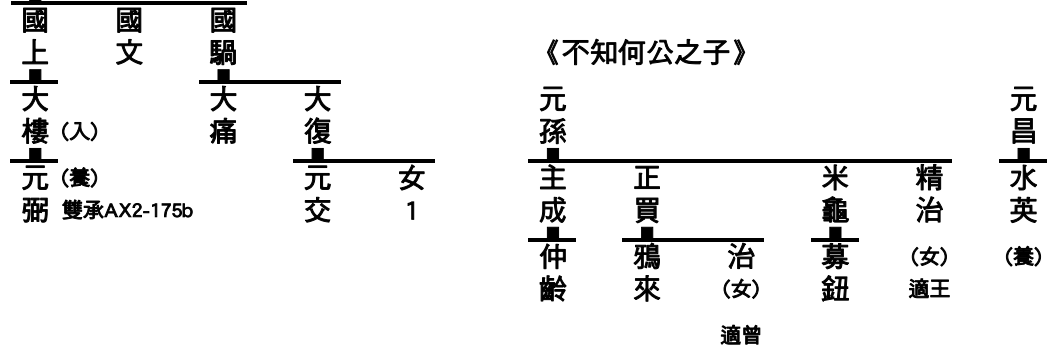 國上
國文
國騧
大樓 (入)
大痛
大復
元弼 (養)
雙承AX2-175b
元交
女1
《不知何公之子》
元孫
元昌
主成
正買
米龜
精治
(女)
適王
水英
(養)
仲齡
鴉來
治
(女)
適曾
募鈕